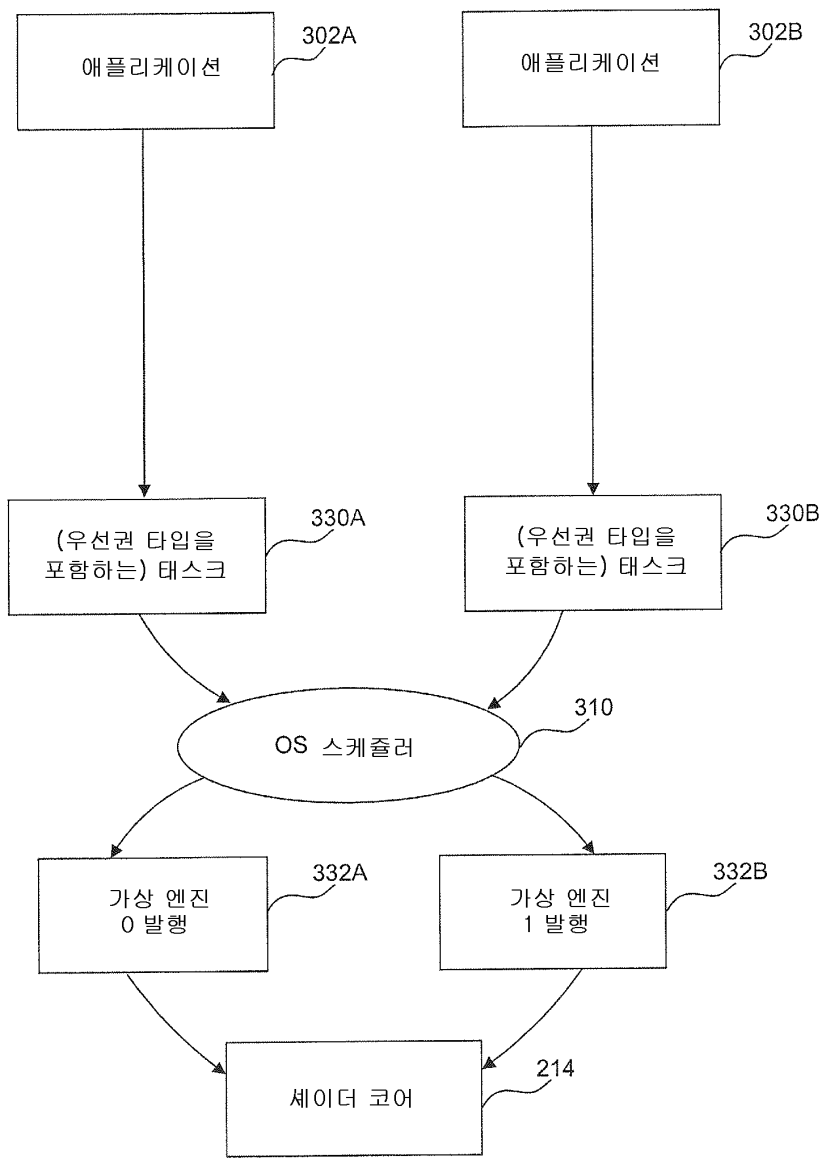 애플리케이션
302A
애플리케이션
302B
(우선권 타입을
포함하는) 태스크
330A
(우선권 타입을
포함하는) 태스크
330B
OS 스케쥴러
310
가상 엔진
0 발행
332A
가상 엔진
1 발행
332B
셰이더 코어
214